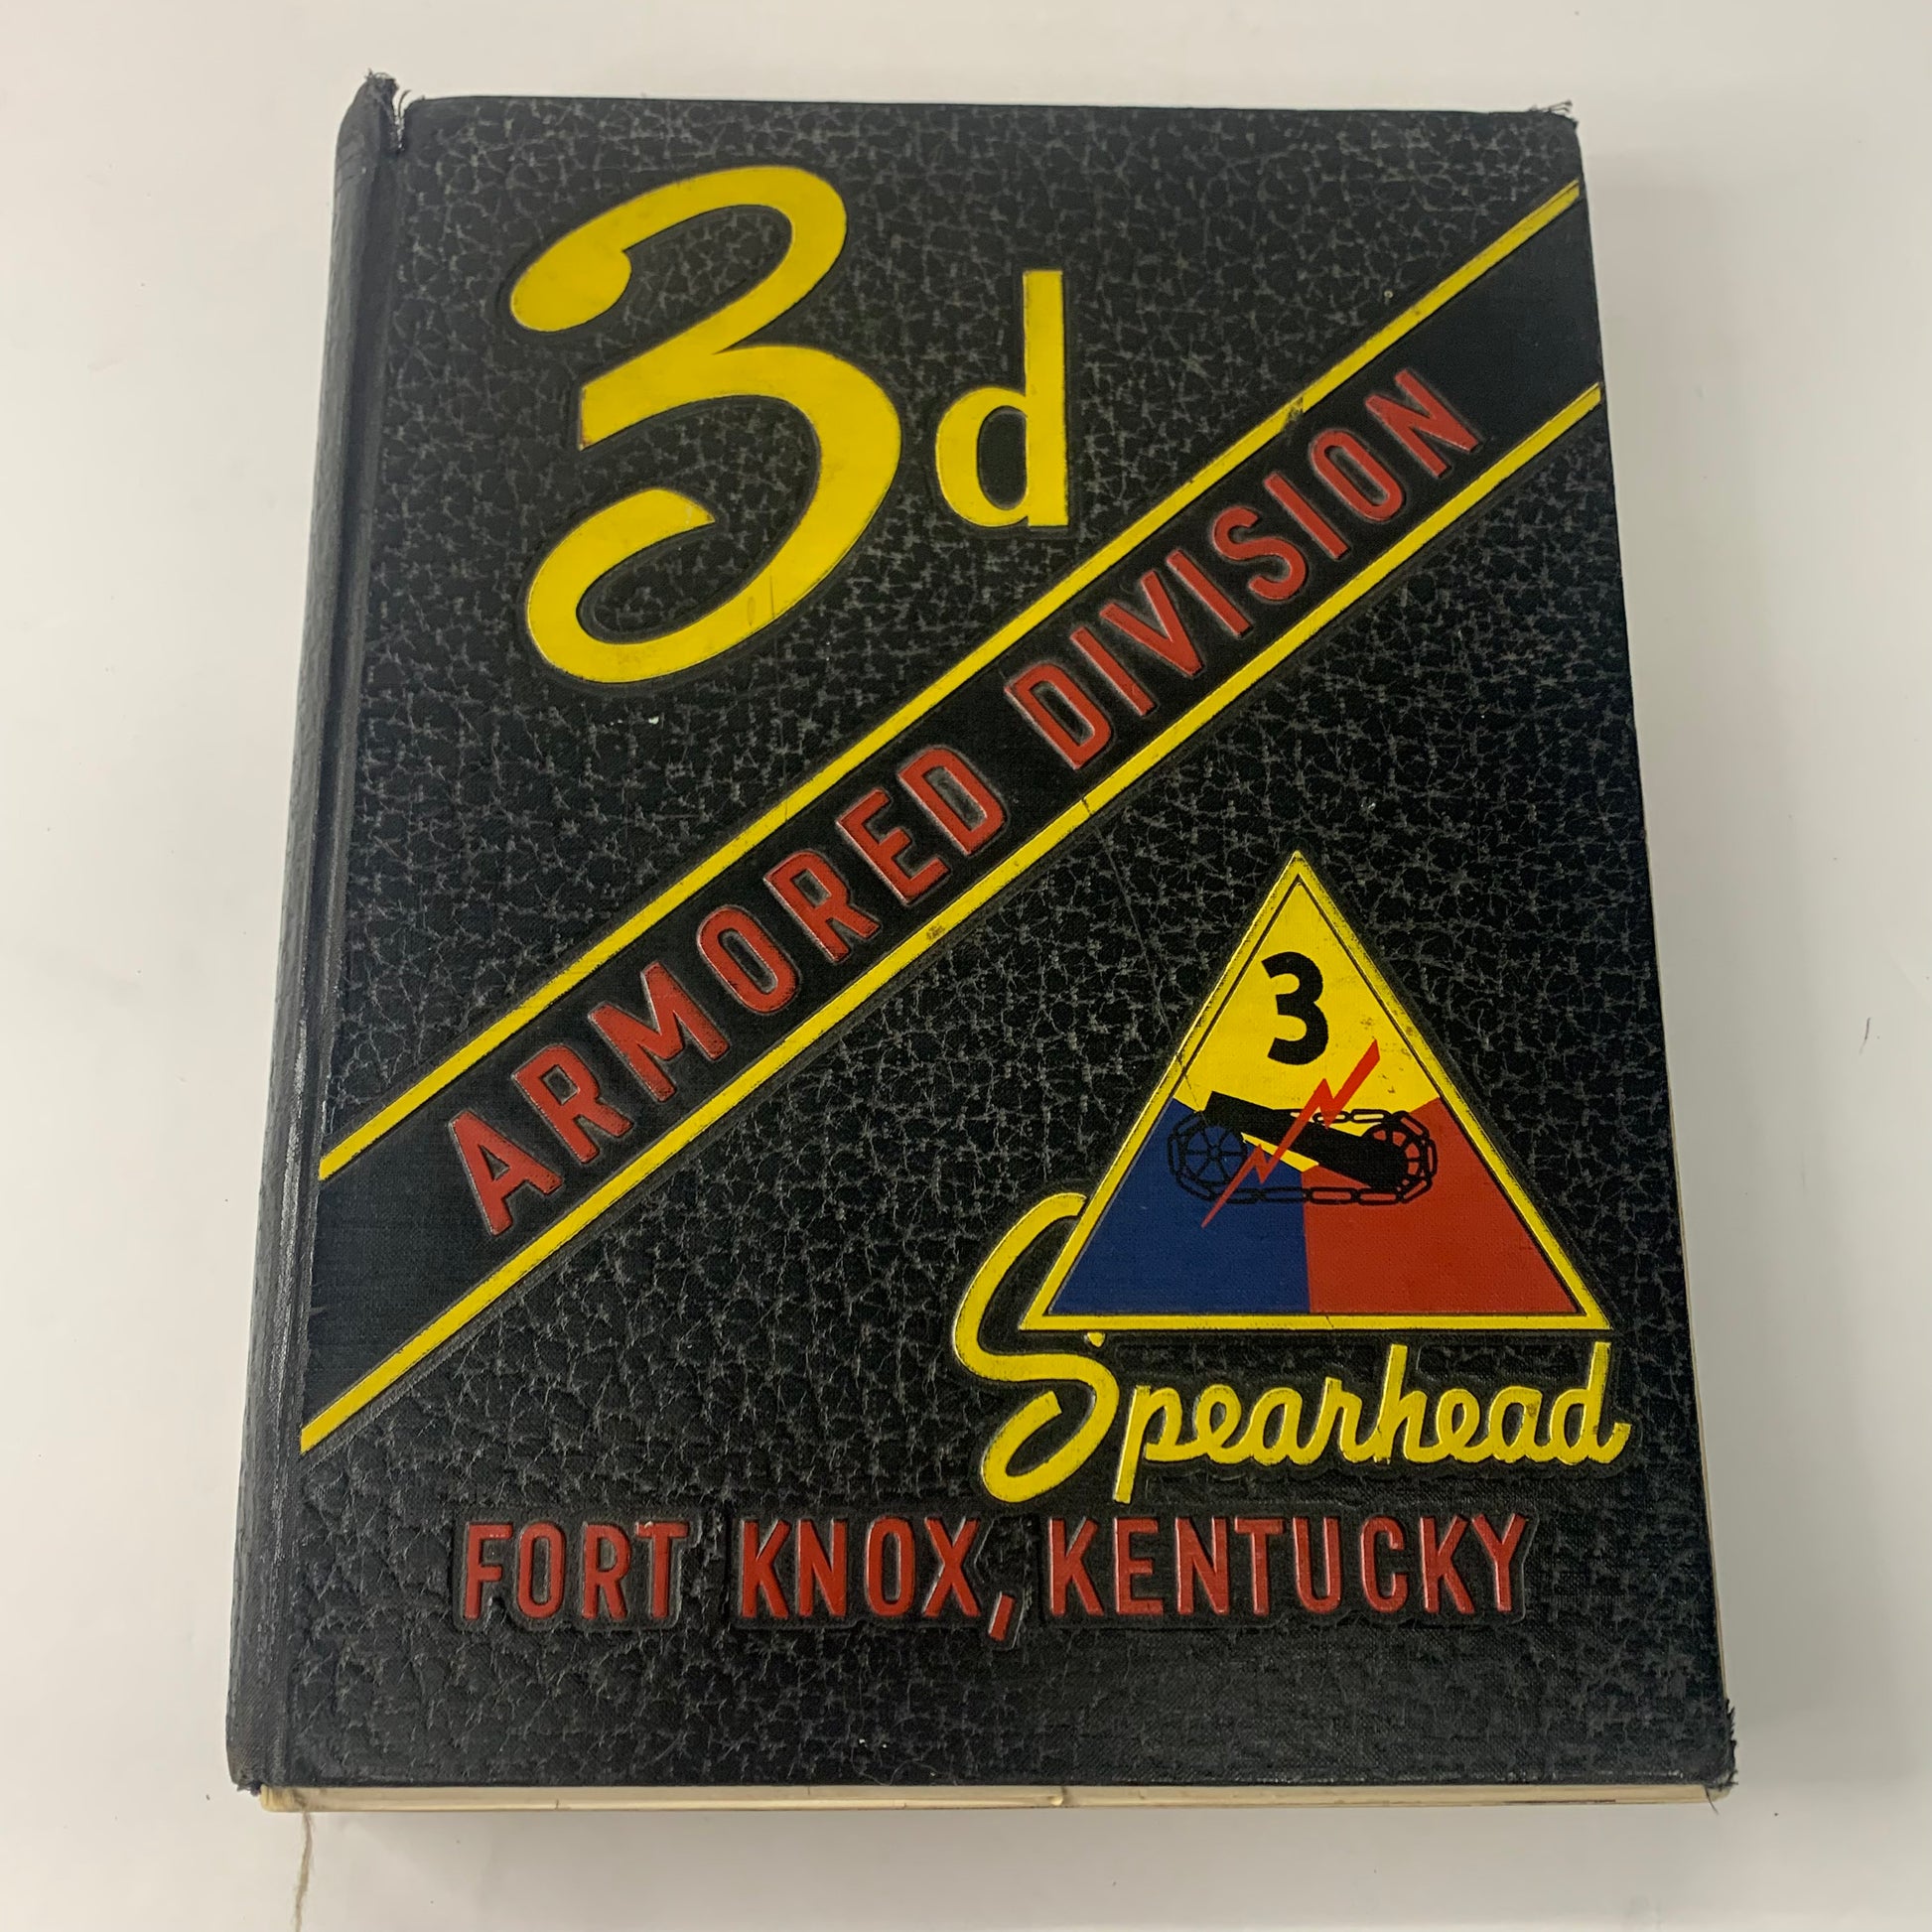 3d
ARMORED DIVISION
3
Spearhead
FORT KNOX, KENTUCKY